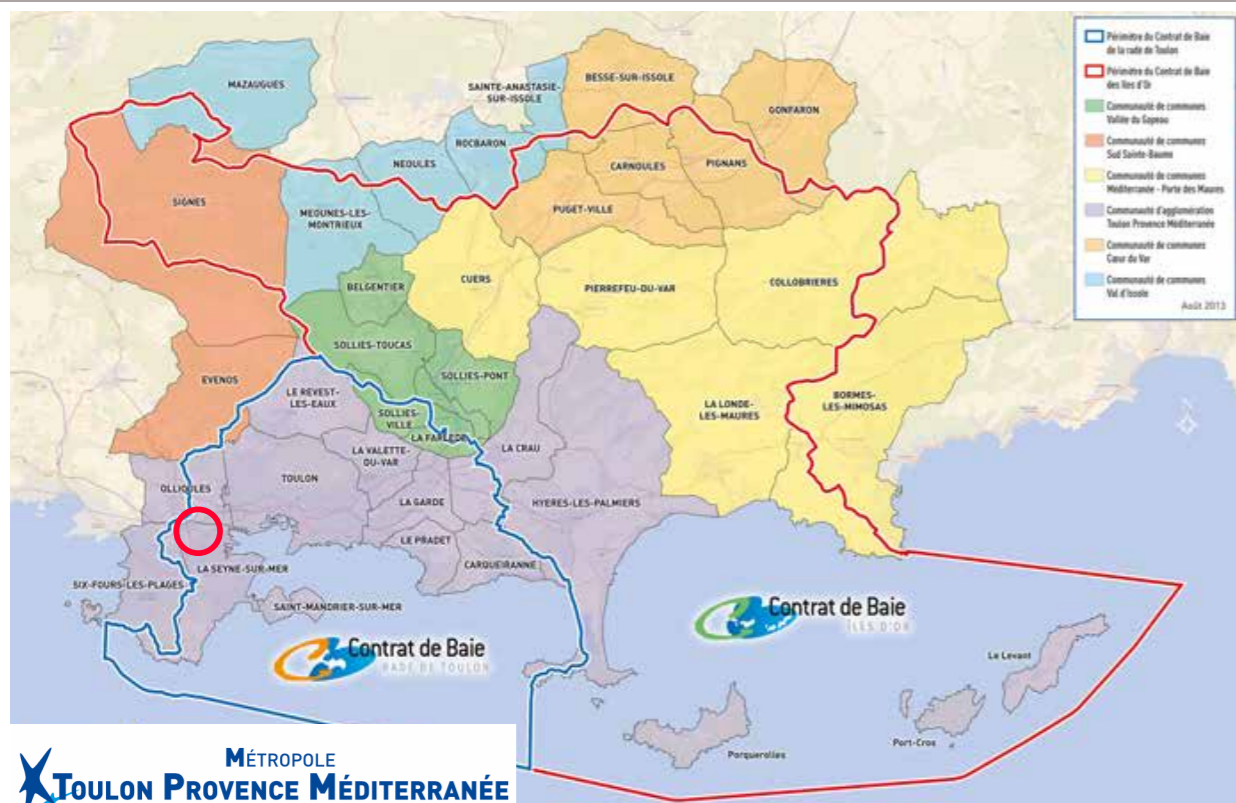 MAZAUGUES
SAINTE-ANASTASIE-
SUR-ISSOLE
BESSE-SUR-ISSOLE
GONFARON
ROCBARON
NEOULES
CARNOULES
PIGNANS
SIGNES
MEOUNES-LES-
MONTRIEUX
PUGET-VILLE
CUERS
BELGENTIER
PIERREFEU-DU-VAR
COLLOBRIERES
SOLLIES-TOUCAS
EVENOS
SOLLIES-PONT
LE REVEST-
LES-EAUX
LA LONDE-
LES-MAURES
BORMES-
LES-MIMOSAS
SOLLIES-
VILLE
LA FARLEDE
LA CRAU
LA VALETTE-
DU-VAR
TOULON
OLLIOULES
LA GARDE
HYERES-LES-PALMIERS
LE PRADET
CARQUEIRANNE
LA SEYNE-SUR-MER
SIX-FOURS-LES-PLAGES
SAINT-MANDRIER-SUR-MER
Contrat de Baie
RADE DE TOULON
Contrat de Baie
ÎLES D'OR
Le Levant
Port-Cros
Porquerolles
Périmètre du Contrat de Baie
de la rade de Toulon
Périmètre du Contrat de Baie
des îles d'Or
Communauté de communes
Vallée du Gapeau
Communauté de communes
Sud Sainte-Baume
Communauté de communes
Méditerranée - Porte des Maures
Communauté d'agglomération
Toulon Provence Méditerranée
Communauté de communes
Cœur du Var
Communauté de communes
Val d'Issole
Août 2013
MÉTROPOLE
TOULON PROVENCE MÉDITERRANÉE